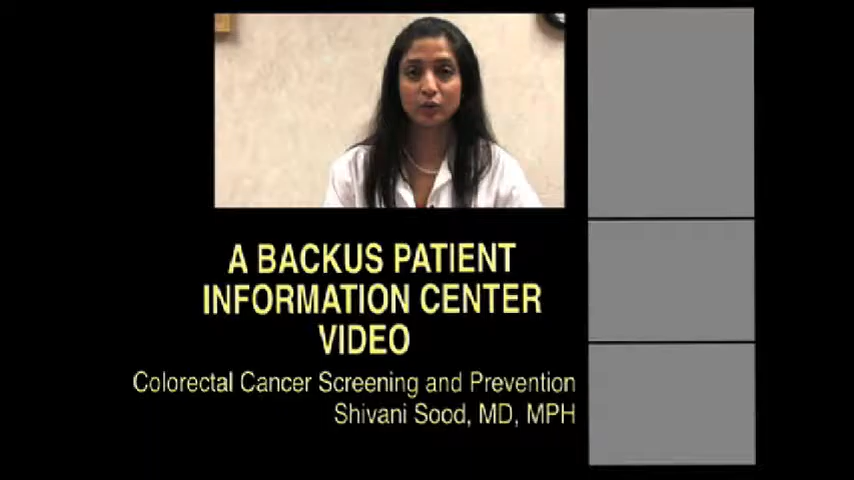 A BACKUS PATIENT
INFORMATION CENTER
VIDEO
Colorectal Cancer Screening and Prevention
Shivani Sood, MD, MPH